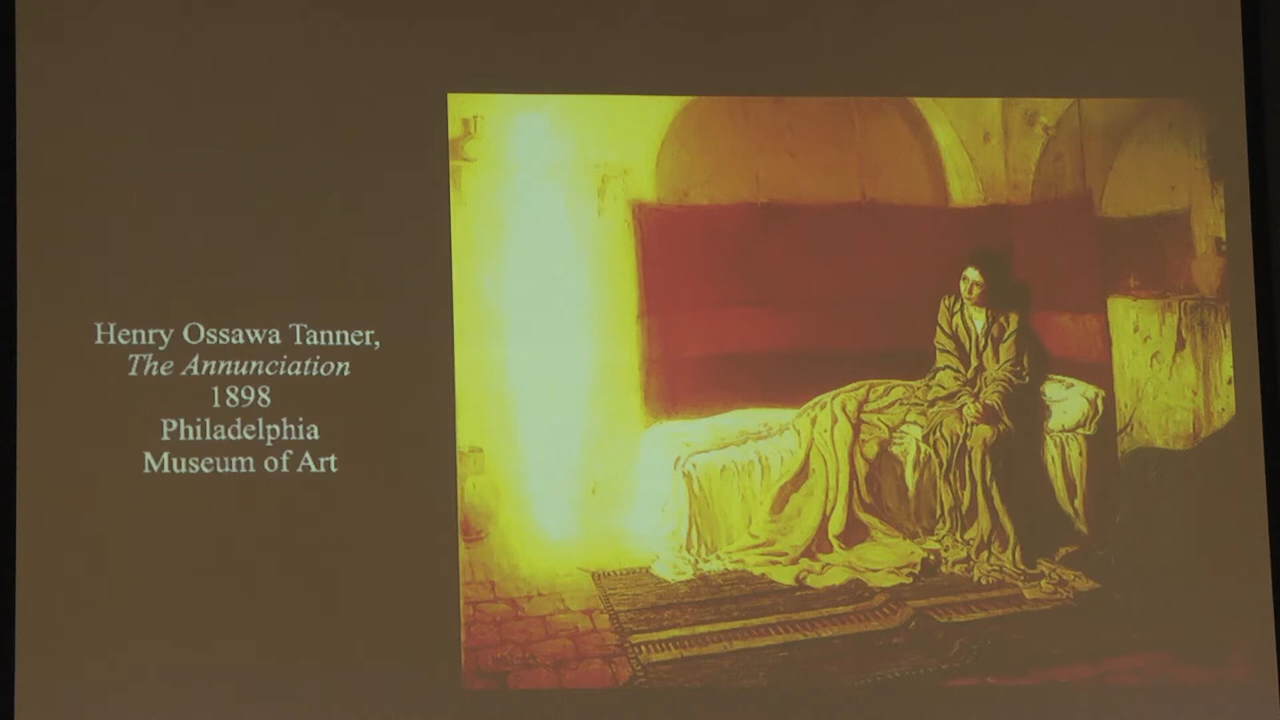 Henry Ossawa Tanner,
The Annunciation
1898
Philadelphia
Museum of Art